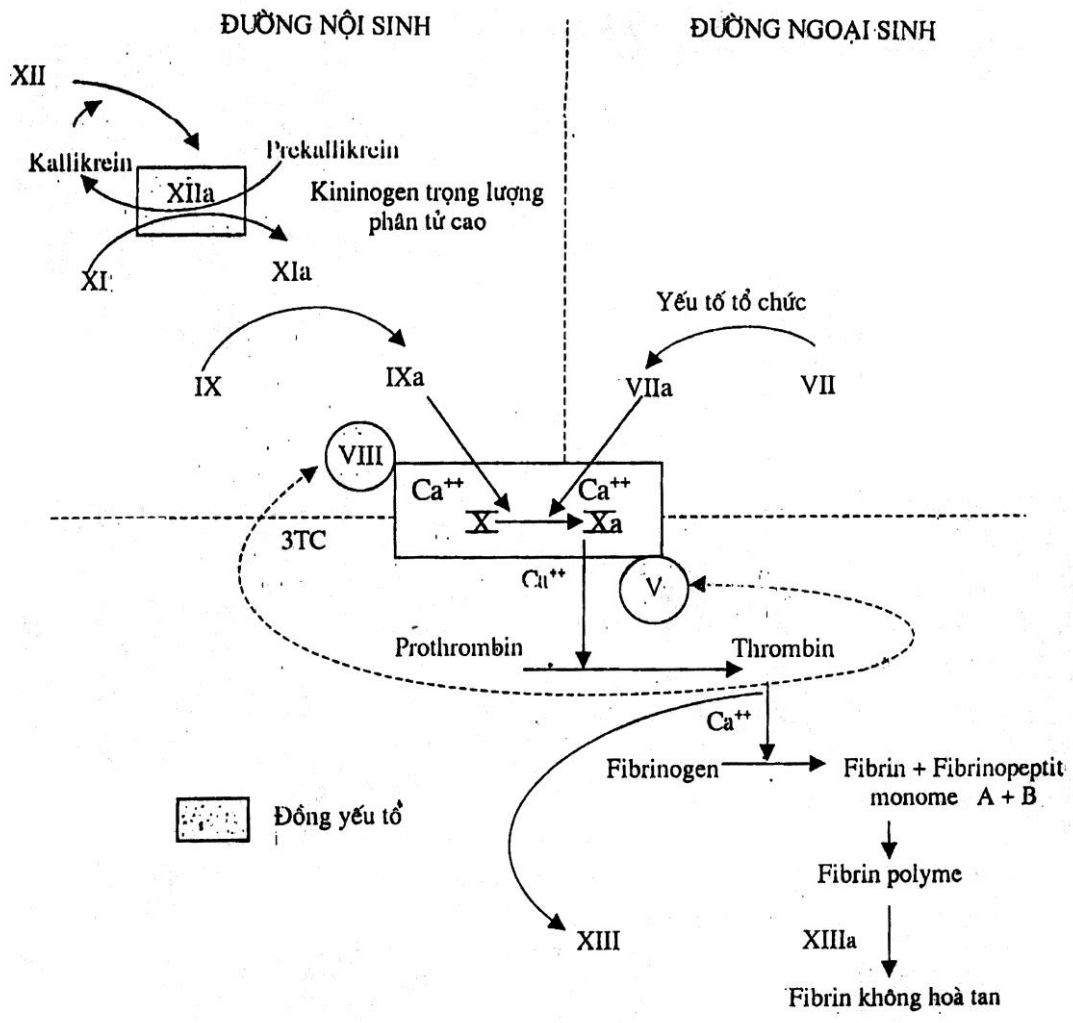 ĐƯỜNG NỘI SINH
ĐƯỜNG NGOẠI SINH
XII
Kallikrein
Prekallikrein
XIIa
Kininogen trọng lượng
phân tử cao
XI
XIa
Yếu tố tổ chức
IX
IXa
VIIa
VII
VIII
Ca++
Ca++
X
Xa
3TC
Ca++
V
Prothrombin
Thrombin
Ca++
Fibrinogen
Fibrin + Fibrinopeptit
monome A + B
Đồng yếu tố
Fibrin polyme
XIII
XIIIa
Fibrin không hoà tan